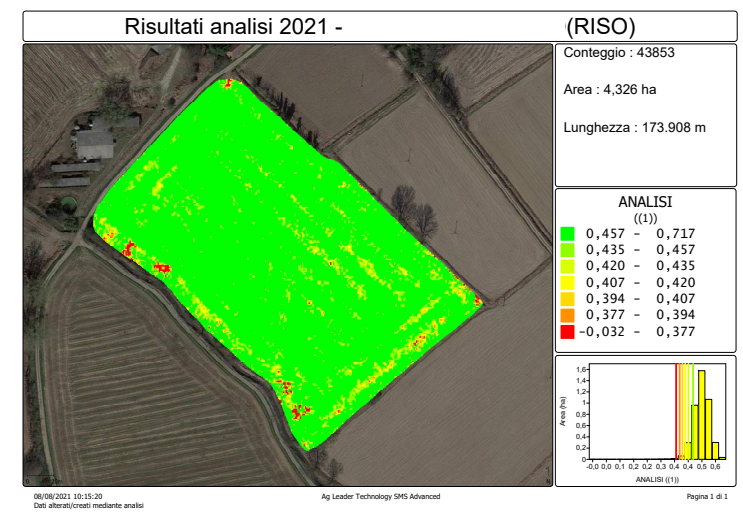 Risultati analisi 2021 - (RISO)
Conteggio : 43853
Area : 4,326 ha
Lunghezza : 173.908 m
ANALISI
((1))
0,457 - 0,717
0,435 - 0,457
0,420 - 0,435
0,407 - 0,420
0,394 - 0,407
0,377 - 0,394
-0,032 - 0,377
Area (ha)
1,6
1,4
1,2
1
0,8
0,6
0,4
0,2
0
-0,0 0,0 0,1 0,2 0,2 0,3 0,4 0,4 0,5 0,6
ANALISI ((1))
08/08/2021 10:15:20
Dati alterati/creati mediante analisi
Ag Leader Technology SMS Advanced
Pagina 1 di 1